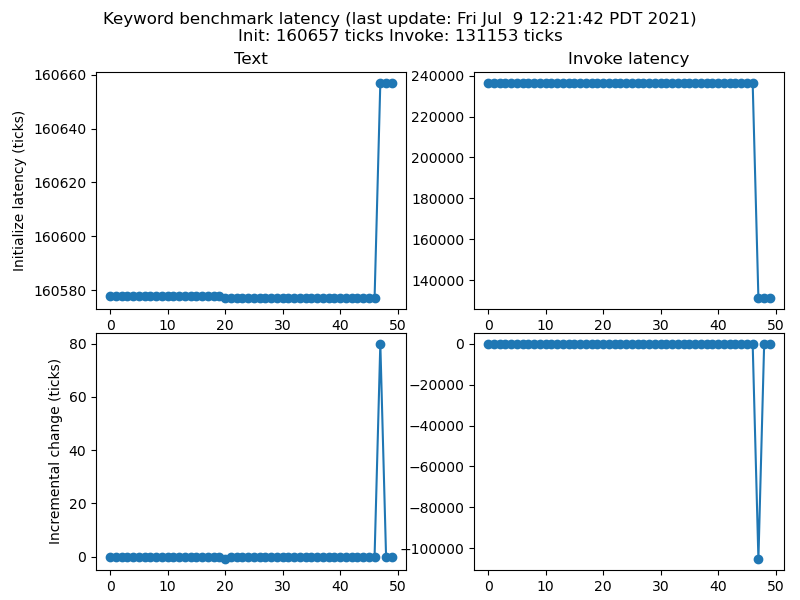 Keyword benchmark latency (last update: Fri Jul  9 12:21:42 PDT 2021)
Init: 160657 ticks Invoke: 131153 ticks
Text
Invoke latency
Initialize latency (ticks)
160660
160640
160620
160600
160580
0 10 20 30 40 50
240000
220000
200000
180000
160000
140000
0 10 20 30 40 50
Incremental change (ticks)
80
60
40
20
0
0 10 20 30 40 50
0
−20000
−40000
−60000
−80000
−100000
0 10 20 30 40 50